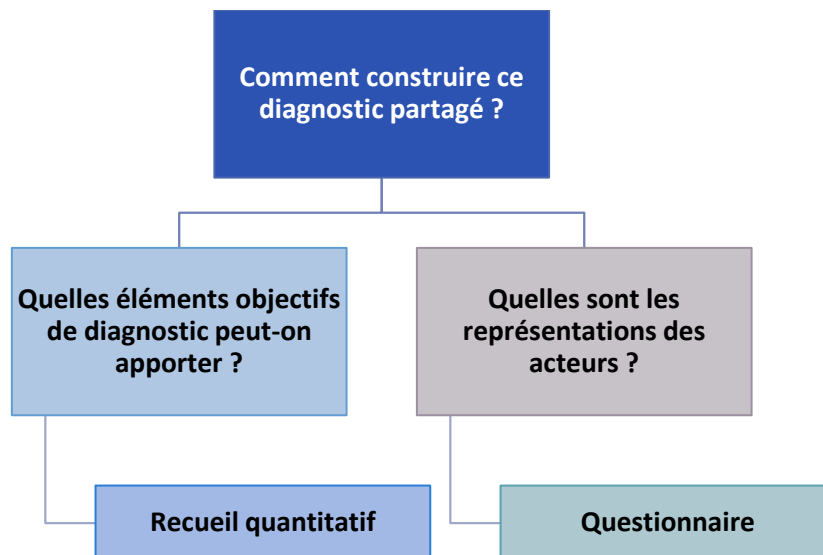 Comment construire ce
diagnostic partagé ?
Quelles éléments objectifs
de diagnostic peut-on
apporter ?
Quelles sont les
représentations des
acteurs ?
Recueil quantitatif
Questionnaire